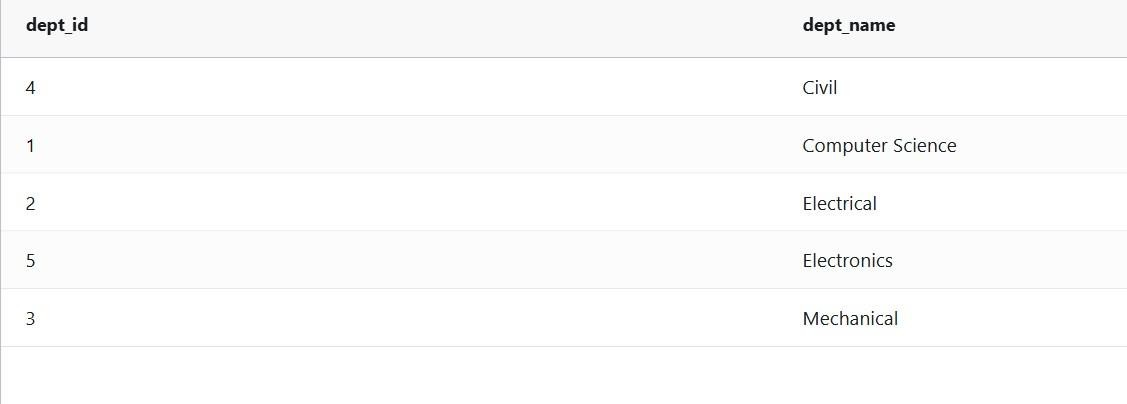 dept_id dept_name
4 Civil
1 Computer Science
2 Electrical
5 Electronics
3 Mechanical